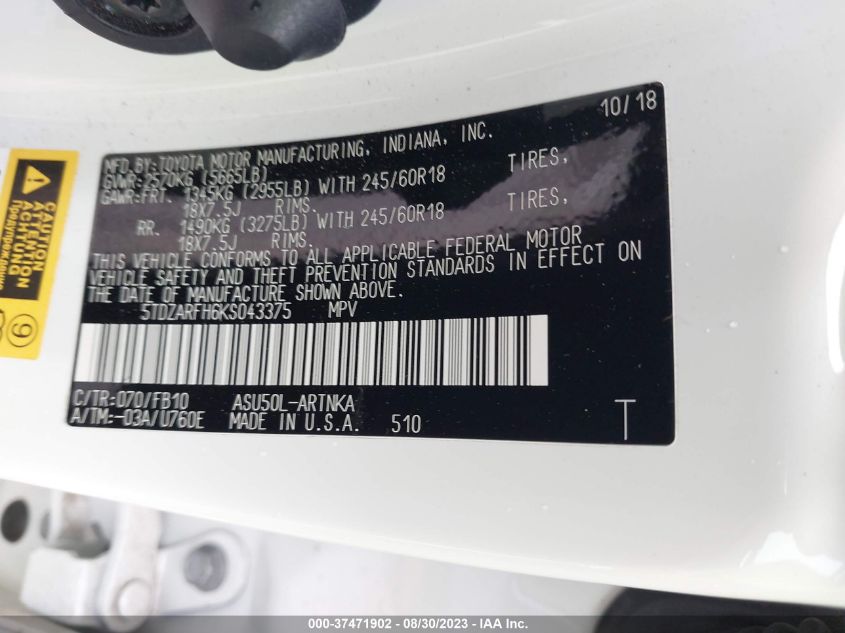 10/18
MFD.BY:TOYOTA MOTOR MANUFACTURING, INDIANA, INC.
GVWR:2570KG (5665LB)
GAWR:FRT. 1345KG (2955LB) WITH 245/60R18 TIRES,
18X7.5J RIMS.
RR. 1490KG (3275LB) WITH 245/60R18 TIRES,
18X7.5J RIMS.
THIS VEHICLE CONFORMS TO ALL APPLICABLE FEDERAL MOTOR
VEHICLE SAFETY AND THEFT PREVENTION STANDARDS IN EFFECT ON
THE DATE OF MANUFACTURE SHOWN ABOVE.
5TDZARFH6KS043375 MPV
C/TR:070/FB10 ASU50L-ARTNKA
A/TM:-03A/U760E MADE IN U.S.A. 510 T
CAUTION
ATTENTION
ACHTUNG
9
000-37471902 - 08/30/2023 - IAA Inc.